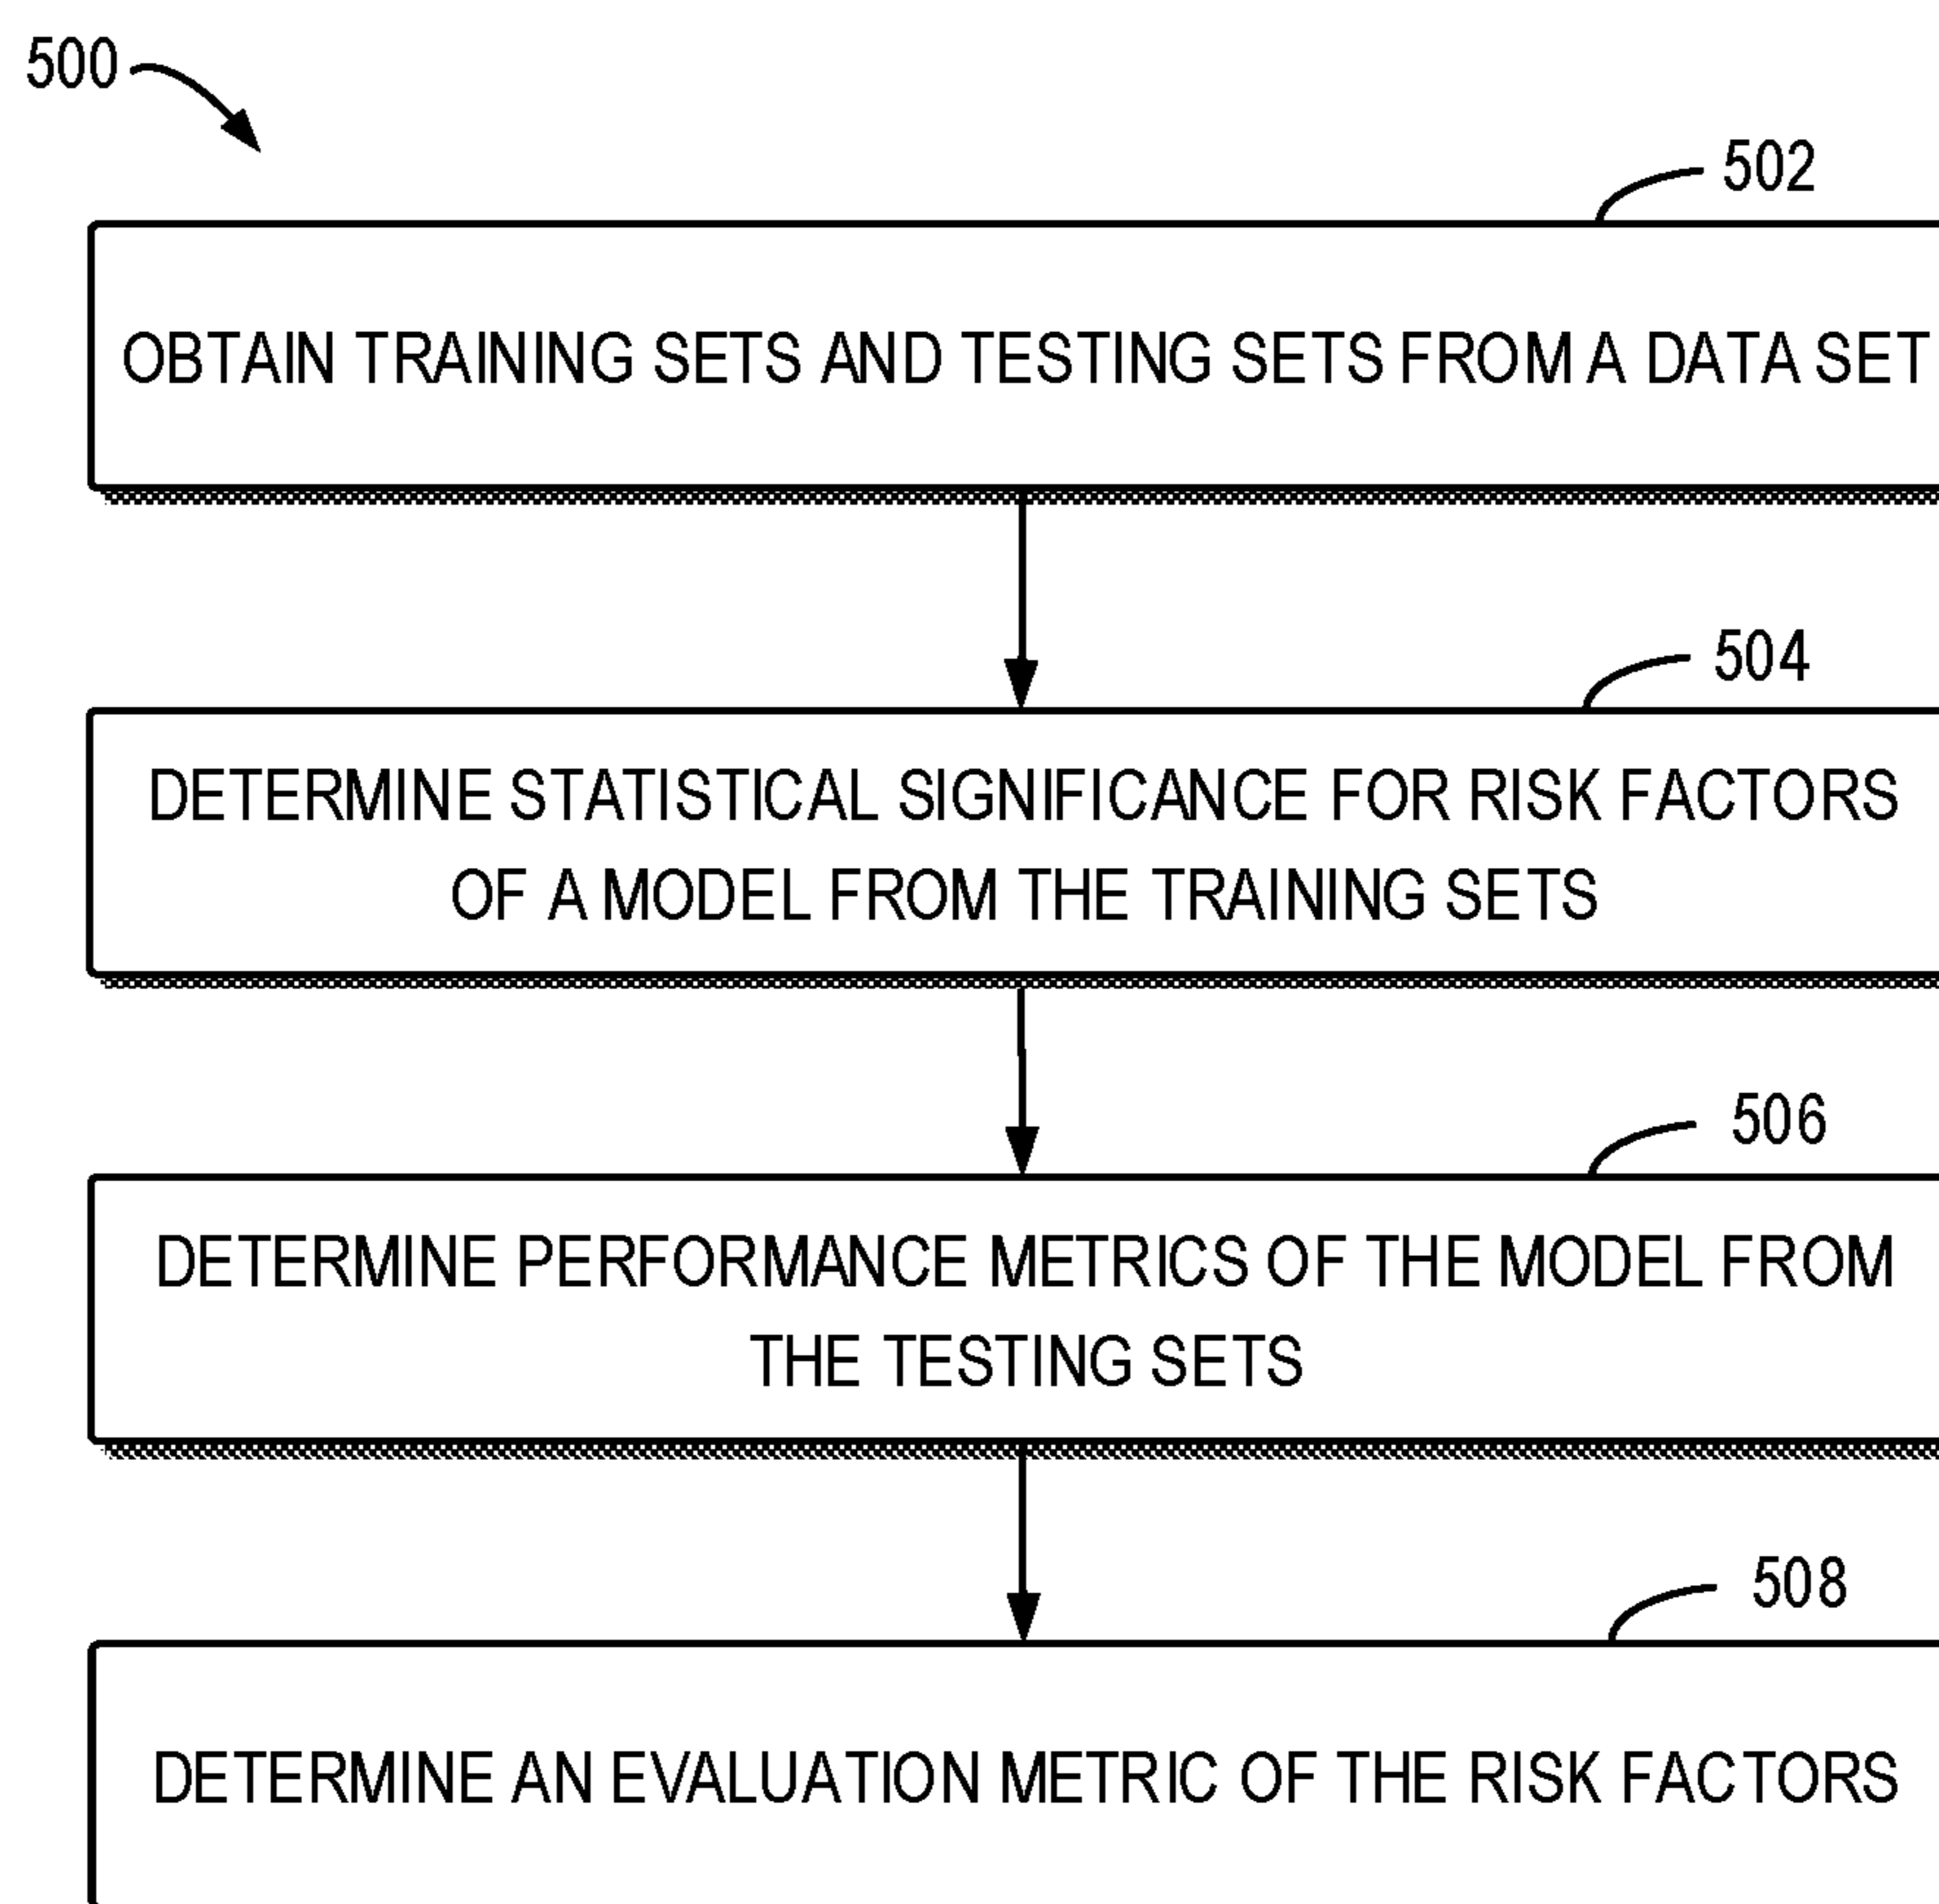 500
502
OBTAIN TRAINING SETS AND TESTING SETS FROM A DATA SET
504
DETERMINE STATISTICAL SIGNIFICANCE FOR RISK FACTORS
OF A MODEL FROM THE TRAINING SETS
506
DETERMINE PERFORMANCE METRICS OF THE MODEL FROM
THE TESTING SETS
508
DETERMINE AN EVALUATION METRIC OF THE RISK FACTORS